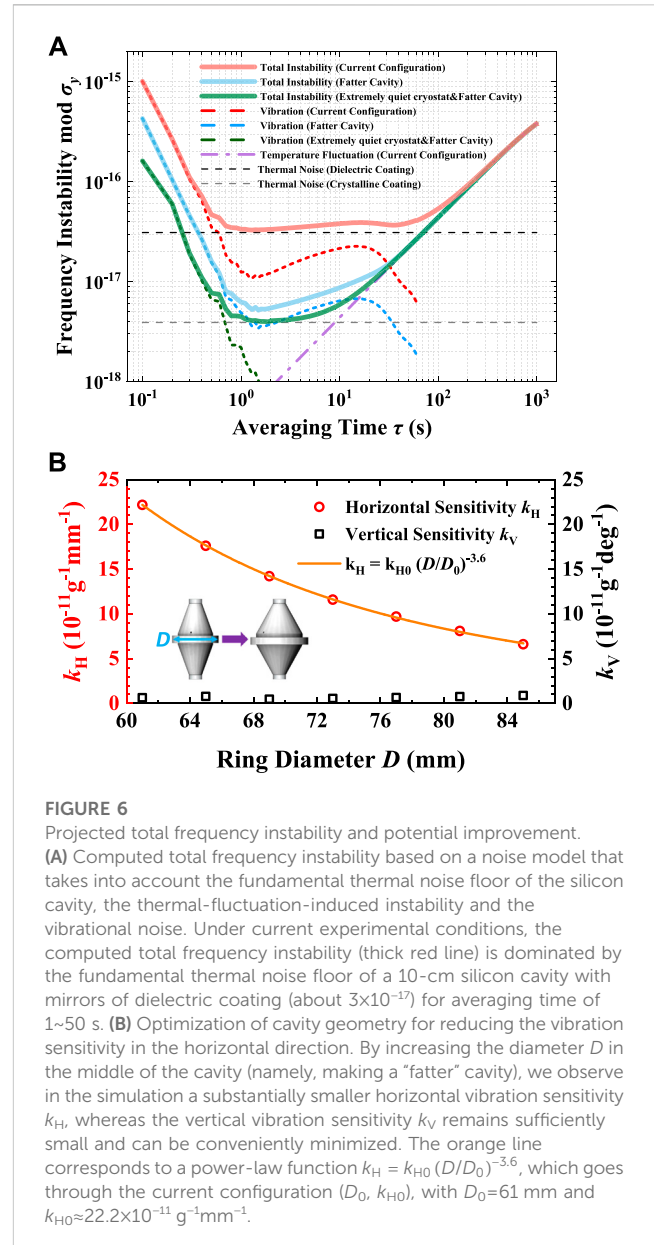 A
Frequency Instability mod σy
10⁻¹⁵
10⁻¹⁶
10⁻¹⁷
10⁻¹⁸
Total Instability (Current Configuration)
Total Instability (Fatter Cavity)
Total Instability (Extremely quiet cryostat&Fatter Cavity)
Vibration (Current Configuration)
Vibration (Fatter Cavity)
Vibration (Extremely quiet cryostat&Fatter Cavity)
Temperature Fluctuation (Current Configuration)
Thermal Noise (Dielectric Coating)
Thermal Noise (Crystalline Coating)
10⁻¹ 10⁰ 10¹ 10² 10³
Averaging Time τ (s)
B
kH (10⁻¹¹g⁻¹mm⁻¹)
25
20
15
10
5
0
Horizontal Sensitivity kH
Vertical Sensitivity kV
kH = kH0 (D/D0)⁻³·⁶
D
25
20
15
10
5
0
kV (10⁻¹¹g⁻¹deg⁻¹)
60 64 68 72 76 80 84
Ring Diameter D (mm)
FIGURE 6
Projected total frequency instability and potential improvement.
(A) Computed total frequency instability based on a noise model that
takes into account the fundamental thermal noise floor of the silicon
cavity, the thermal-fluctuation-induced instability and the
vibrational noise. Under current experimental conditions, the
computed total frequency instability (thick red line) is dominated by
the fundamental thermal noise floor of a 10-cm silicon cavity with
mirrors of dielectric coating (about 3×10⁻¹⁷) for averaging time of
1~50 s. (B) Optimization of cavity geometry for reducing the vibration
sensitivity in the horizontal direction. By increasing the diameter D in
the middle of the cavity (namely, making a "fatter" cavity), we observe
in the simulation a substantially smaller horizontal vibration sensitivity
kH, whereas the vertical vibration sensitivity kV remains sufficiently
small and can be conveniently minimized. The orange line
corresponds to a power-law function kH = kH0 (D/D0)⁻³·⁶, which goes
through the current configuration (D0, kH0), with D0=61 mm and
kH0≈22.2×10⁻¹¹ g⁻¹mm⁻¹.